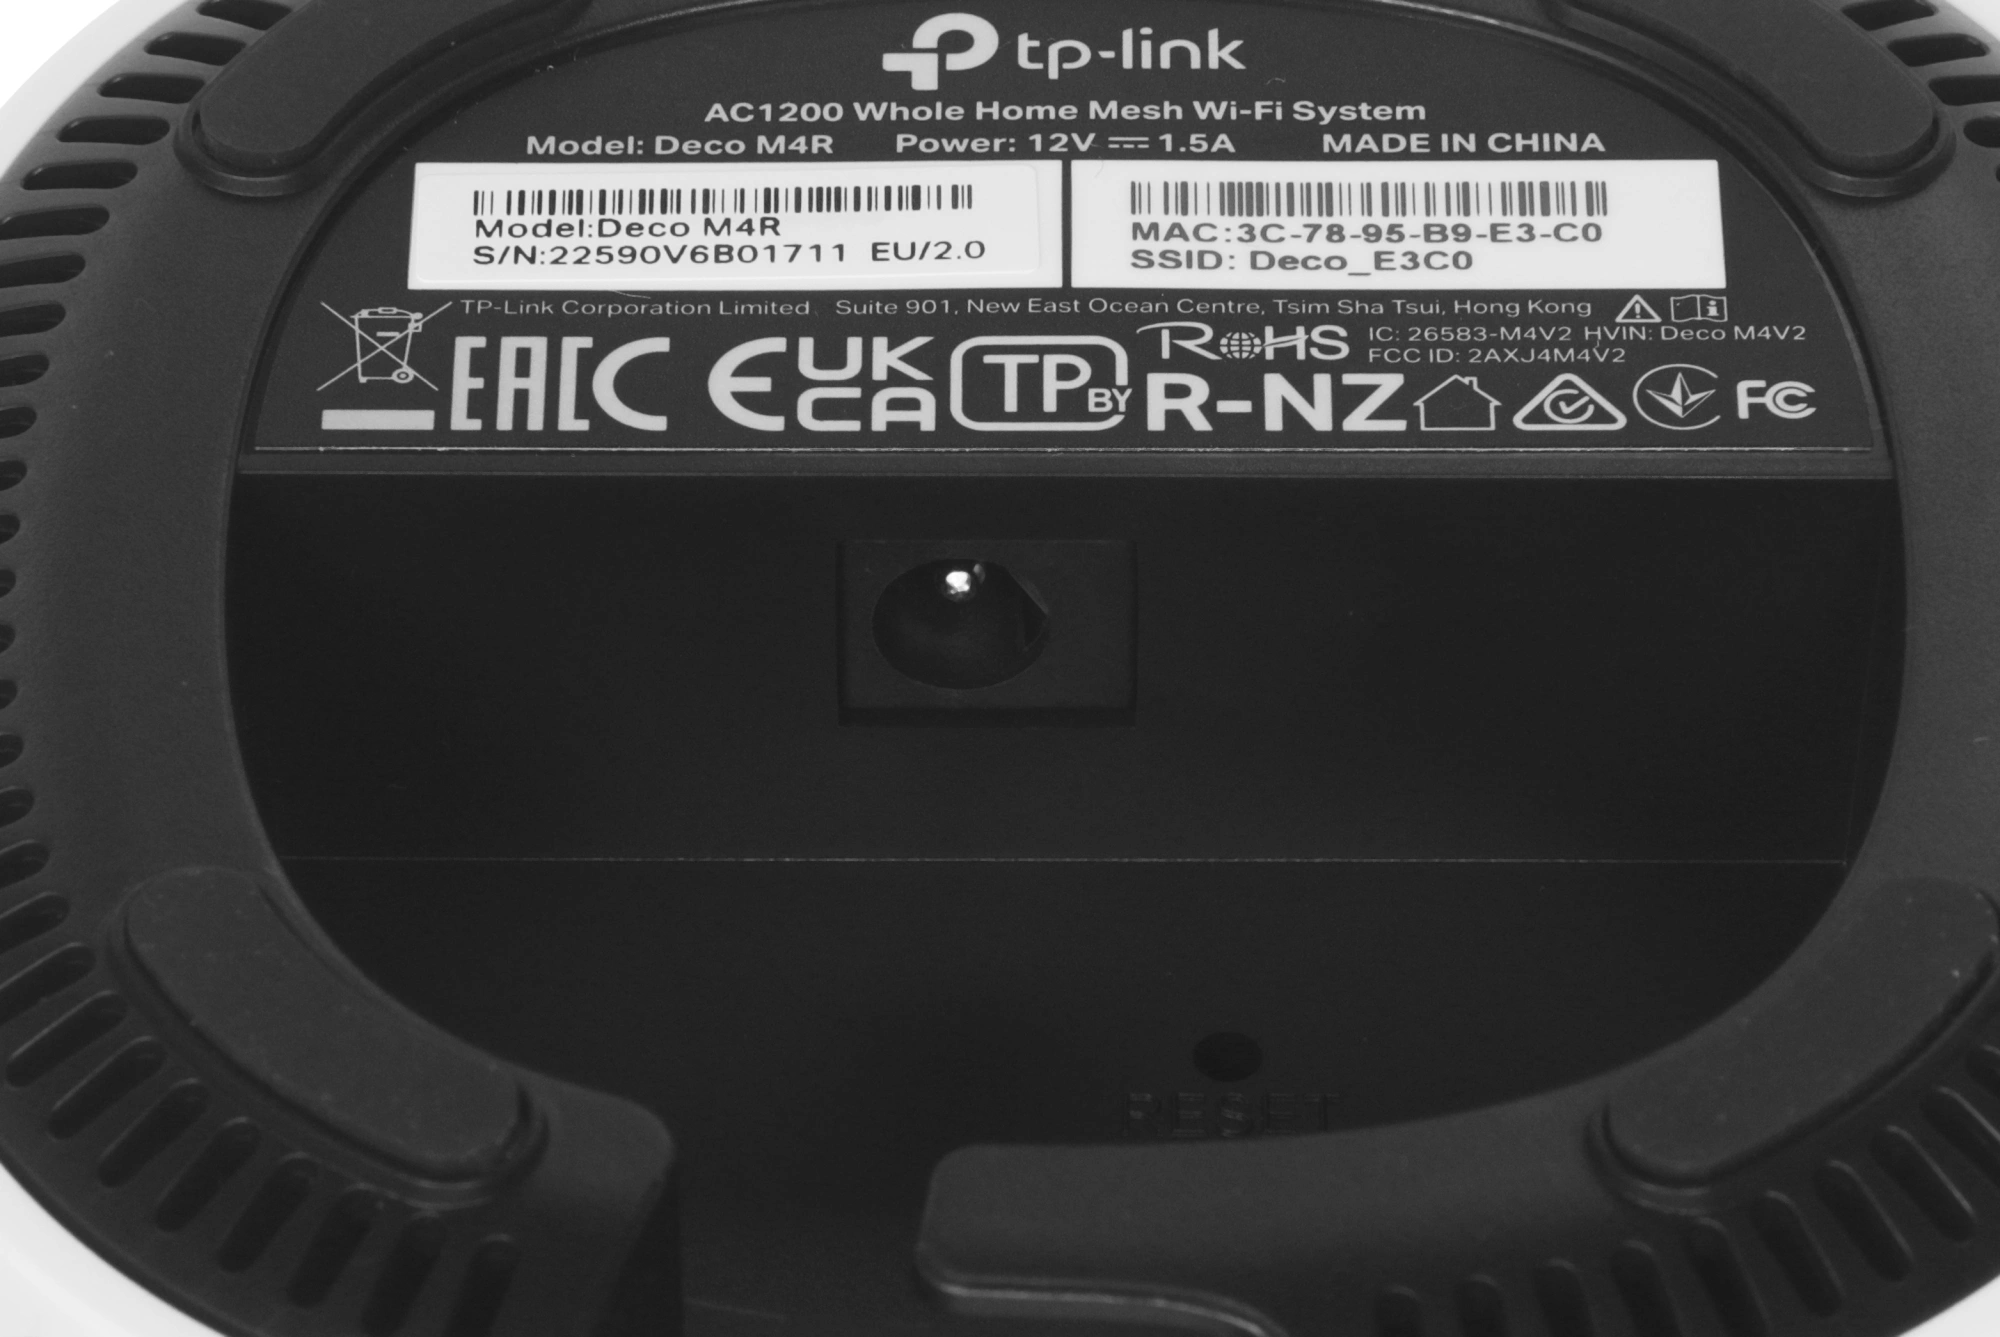 tp-link
AC1200 Whole Home Mesh Wi-Fi System
Model: Deco M4R Power: 12V ⎓ 1.5A MADE IN CHINA
Model:Deco M4R
S/N:22590V6B01711 EU/2.0
MAC:3C-78-95-B9-E3-C0
SSID: Deco_E3C0
TP-Link Corporation Limited Suite 901, New East Ocean Centre, Tsim Sha Tsui, Hong Kong
IC: 26583-M4V2 HVIN: Deco M4V2
FCC ID: 2AXJ4M4V2
EAC CE UK CA TP BY RoHS R-NZ FC
RESET